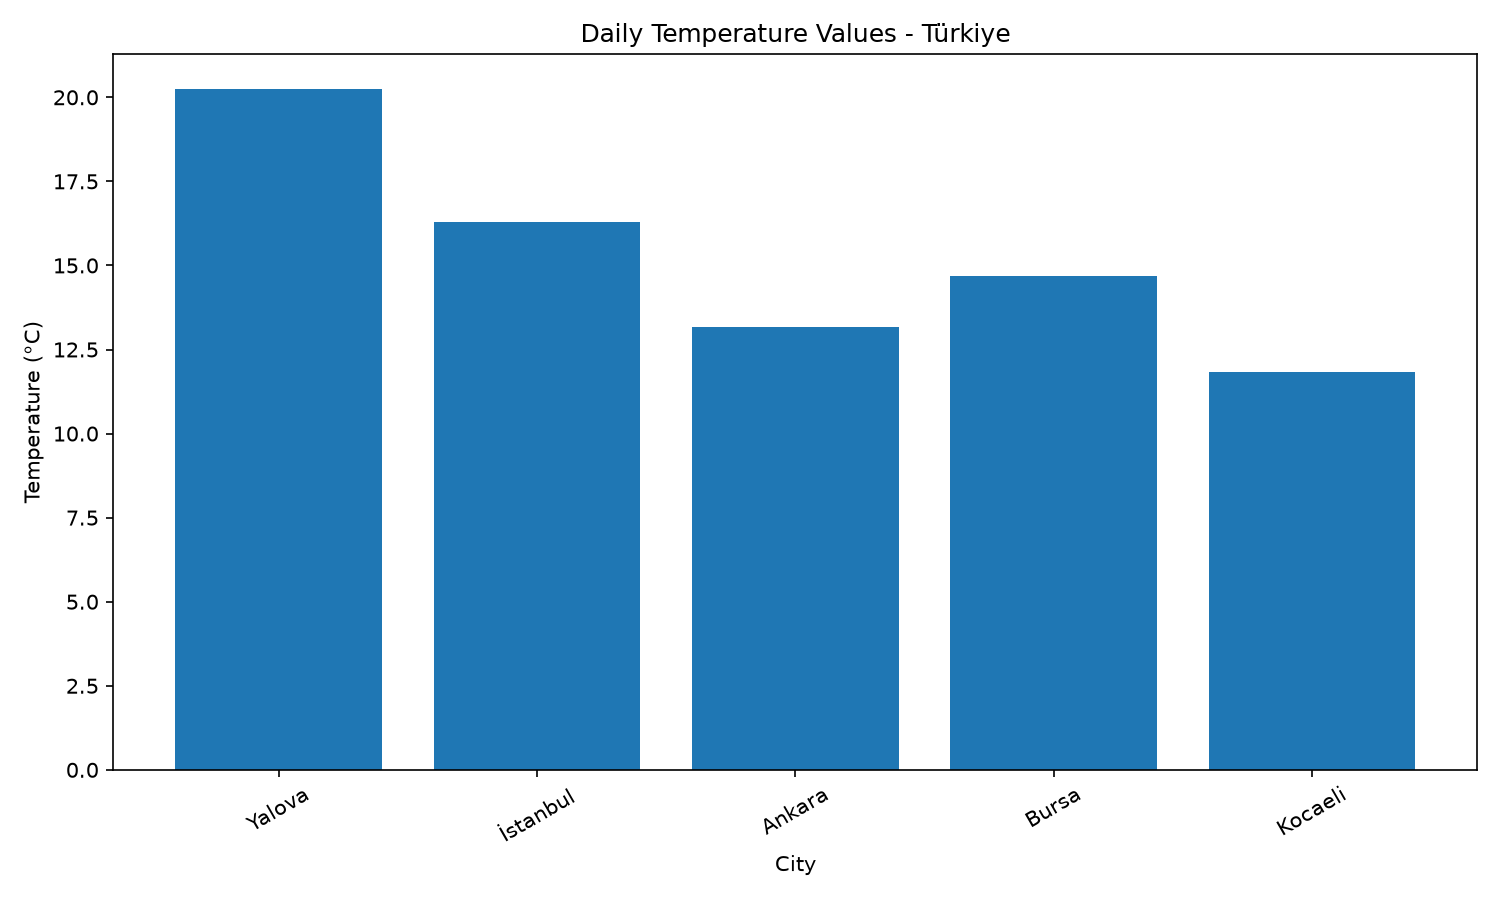 Daily Temperature Values - Türkiye
Temperature (°C)
20.0
17.5
15.0
12.5
10.0
7.5
5.0
2.5
0.0
Yalova
İstanbul
Ankara
Bursa
Kocaeli
City